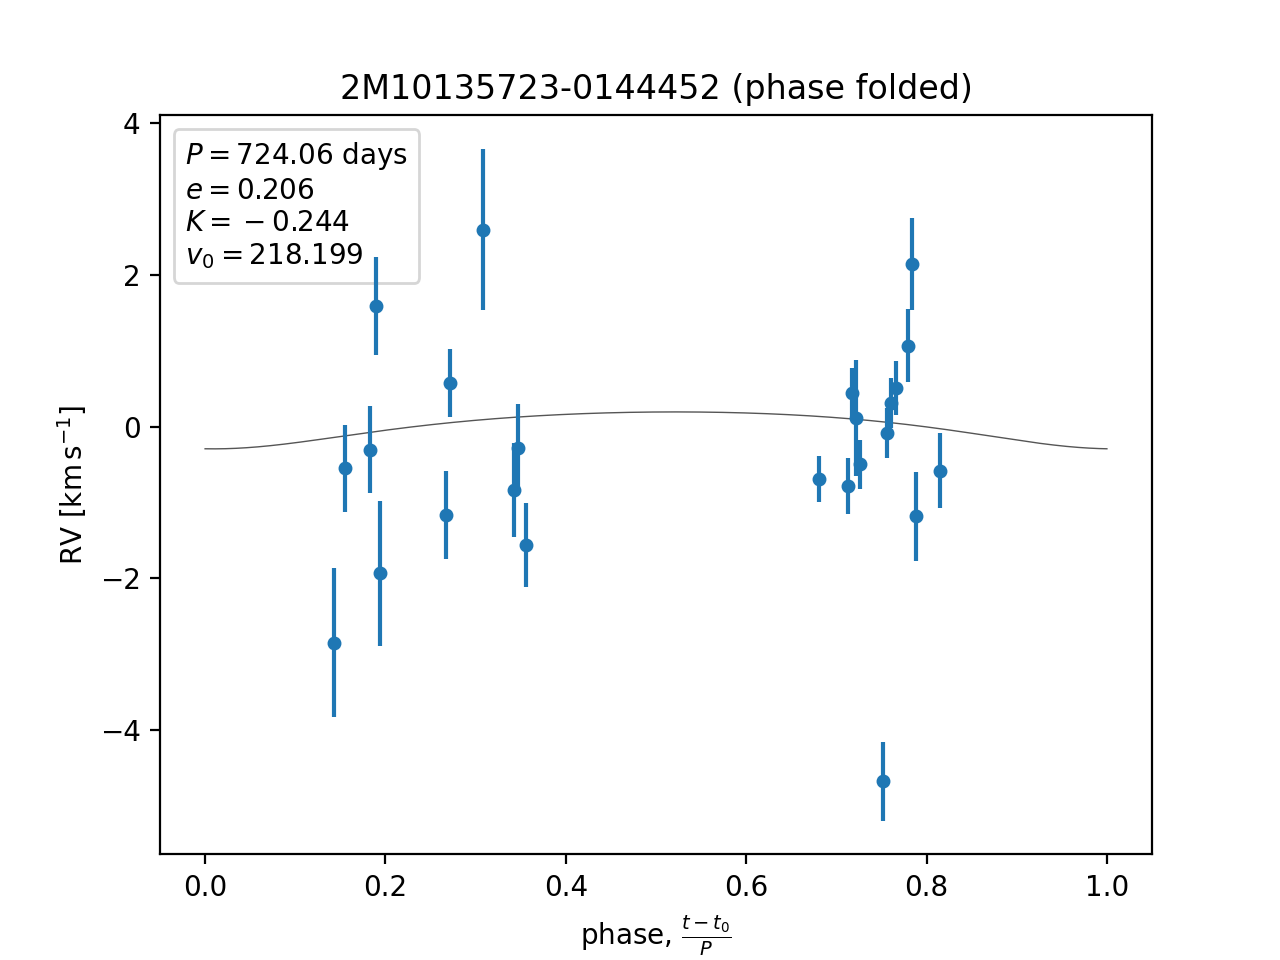 2M10135723-0144452 (phase folded)
P = 724.06 days
e = 0.206
K = −0.244
v₀ = 218.199
4
2
0
−2
−4
RV [km s⁻¹]
0.0 0.2 0.4 0.6 0.8 1.0
phase, (t − t₀)/P